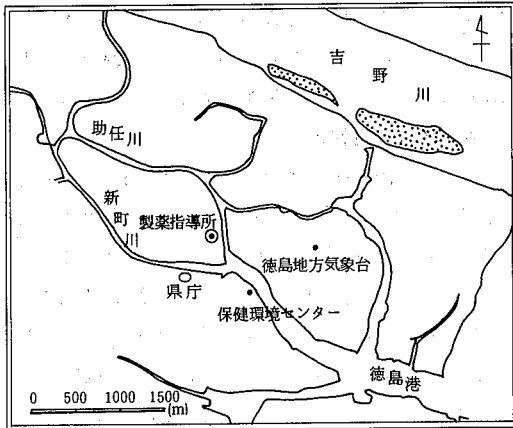 吉野川
助任川
新町川
製薬指導所
徳島地方気象台
県庁
保健環境センター
徳島港
0 500 1000 1500
(m)